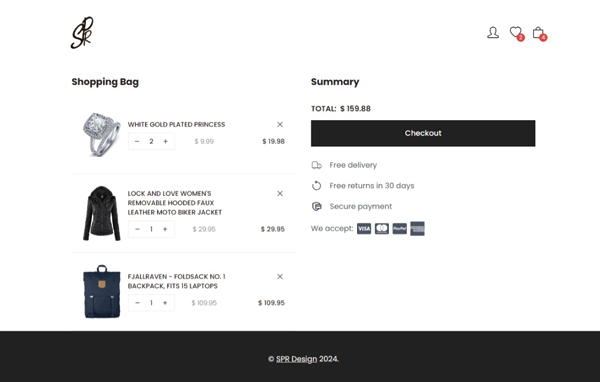 SPR
2
4
Shopping Bag
WHITE GOLD PLATED PRINCESS
− 2 +
$ 9.99
$ 19.98
LOCK AND LOVE WOMEN'S
REMOVABLE HOODED FAUX
LEATHER MOTO BIKER JACKET
− 1 +
$ 29.95
$ 29.95
FJALLRAVEN - FOLDSACK NO. 1
BACKPACK, FITS 15 LAPTOPS
− 1 +
$ 109.95
$ 109.95
Summary
TOTAL: $ 159.88
Checkout
Free delivery
Free returns in 30 days
Secure payment
We accept: VISA PayPal
© SPR Design 2024.